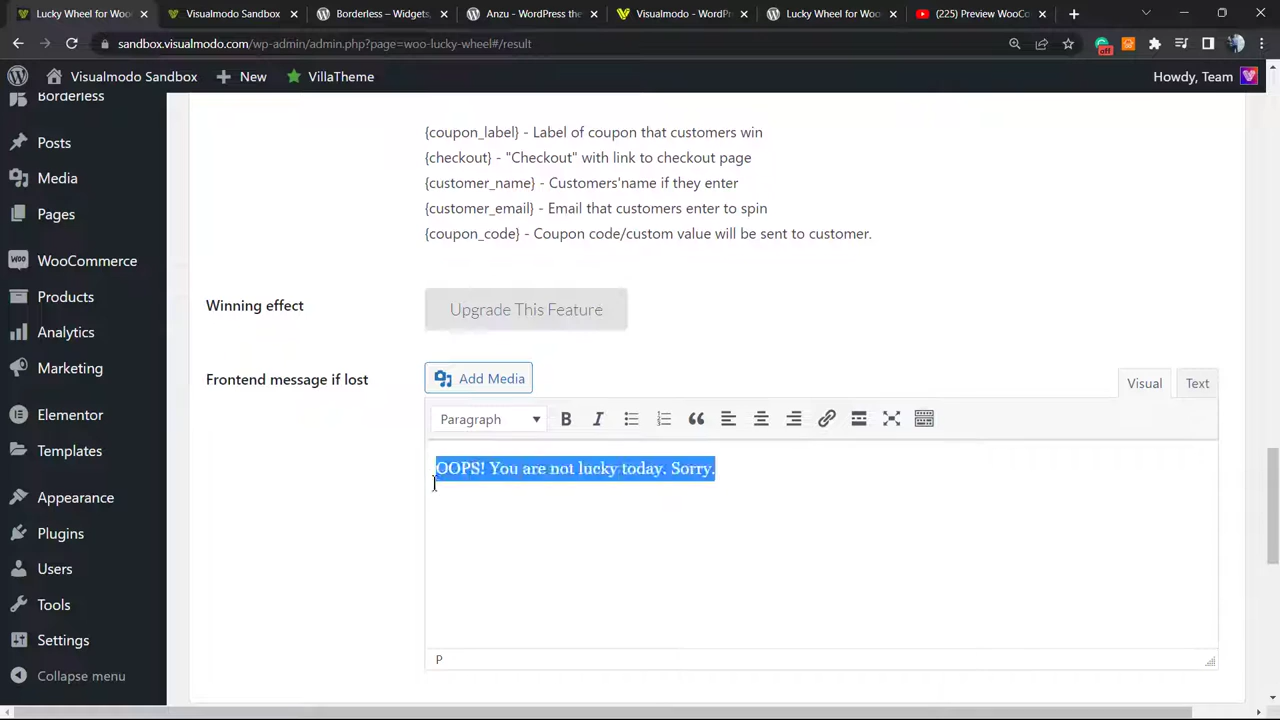 Lucky Wheel for Woo
Visualmodo Sandbox
Borderless – Widgets,
Anzu - WordPress the
Visualmodo - WordPr
Lucky Wheel for Wood
(225) Preview WooCo
sandbox.visualmodo.com/wp-admin/admin.php?page=woo-lucky-wheel#/result
off
Visualmodo Sandbox
New
VillaTheme
Howdy, Team
Borderless
Posts
Media
Pages
WooCommerce
Products
Analytics
Marketing
Elementor
Templates
Appearance
Plugins
Users
Tools
Settings
Collapse menu
{coupon_label} - Label of coupon that customers win
{checkout} - "Checkout" with link to checkout page
{customer_name} - Customers'name if they enter
{customer_email} - Email that customers enter to spin
{coupon_code} - Coupon code/custom value will be sent to customer.
Winning effect
Upgrade This Feature
Frontend message if lost
Add Media
Visual
Text
Paragraph
OOPS! You are not lucky today. Sorry.
P